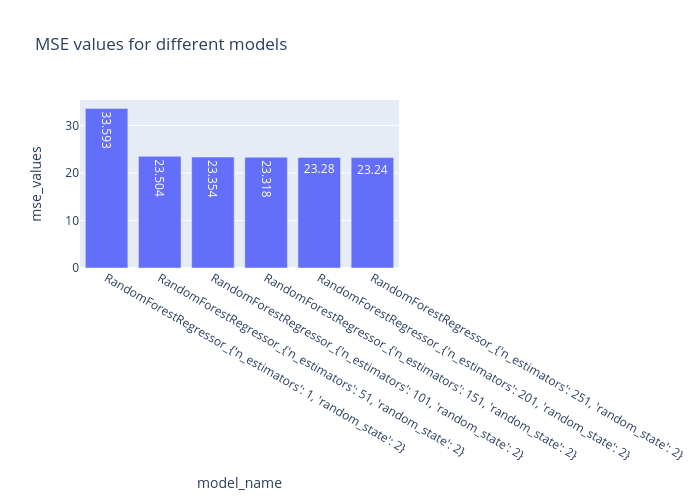 MSE values for different models
mse_values
30
20
10
0
33.593
23.504
23.354
23.318
23.28
23.24
RandomForestRegressor_{'n_estimators': 1, 'random_state': 2}
RandomForestRegressor_{'n_estimators': 51, 'random_state': 2}
RandomForestRegressor_{'n_estimators': 101, 'random_state': 2}
RandomForestRegressor_{'n_estimators': 151, 'random_state': 2}
RandomForestRegressor_{'n_estimators': 201, 'random_state': 2}
RandomForestRegressor_{'n_estimators': 251, 'random_state': 2}
model_name